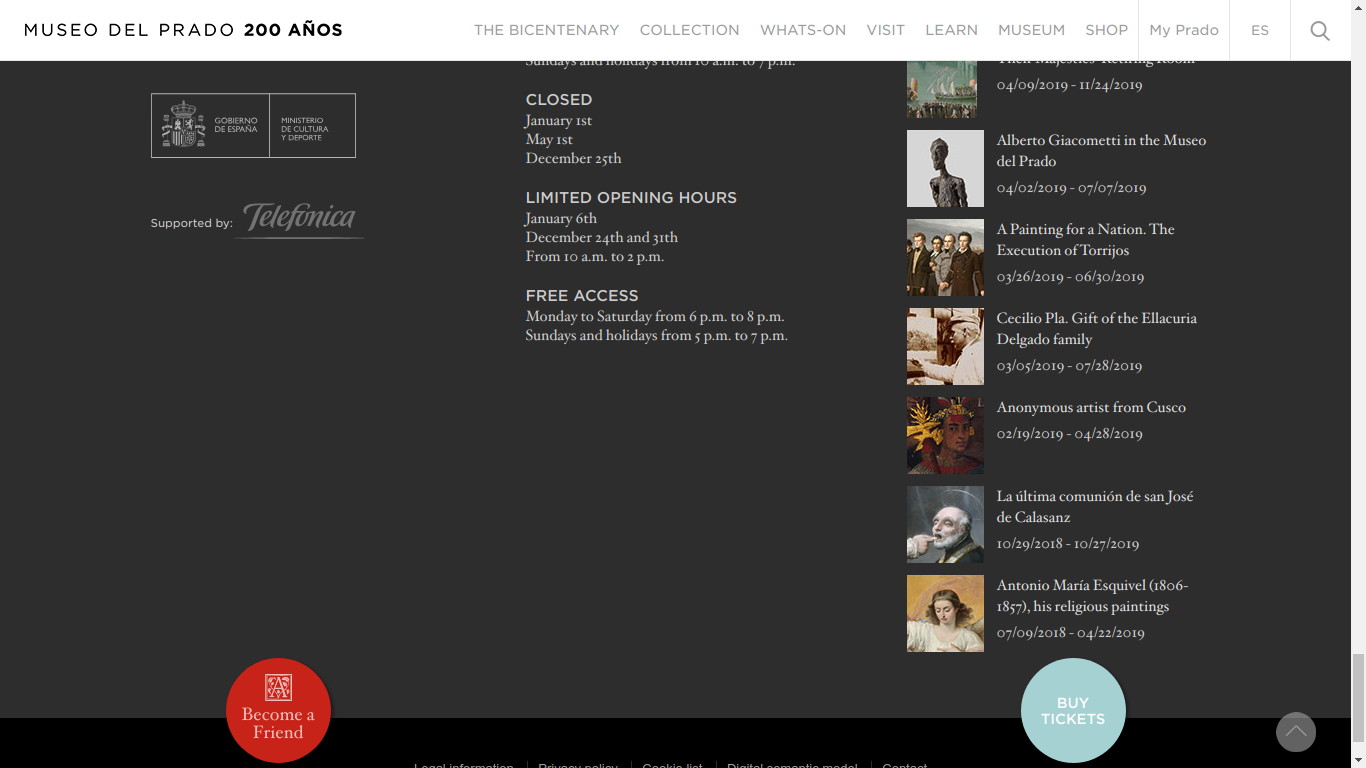 MUSEO DEL PRADO 200 AÑOS
THE BICENTENARY
COLLECTION
WHATS-ON
VISIT
LEARN
MUSEUM
SHOP
My Prado
ES
GOBIERNO
DE ESPAÑA
MINISTERIO
DE CULTURA
Y DEPORTE
Supported by:
Telefónica
Sundays and holidays from 10 a.m. to 7 p.m.
CLOSED
January 1st
May 1st
December 25th
LIMITED OPENING HOURS
January 6th
December 24th and 31th
From 10 a.m. to 2 p.m.
FREE ACCESS
Monday to Saturday from 6 p.m. to 8 p.m.
Sundays and holidays from 5 p.m. to 7 p.m.
Their Majesties' Retiring Room
04/09/2019 - 11/24/2019
Alberto Giacometti in the Museo
del Prado
04/02/2019 - 07/07/2019
A Painting for a Nation. The
Execution of Torrijos
03/26/2019 - 06/30/2019
Cecilio Pla. Gift of the Ellacuria
Delgado family
03/05/2019 - 07/28/2019
Anonymous artist from Cusco
02/19/2019 - 04/28/2019
La última comunión de san José
de Calasanz
10/29/2018 - 10/27/2019
Antonio María Esquivel (1806-
1857), his religious paintings
07/09/2018 - 04/22/2019
A
Become a
Friend
BUY
TICKETS
Legal information
Privacy policy
Cookie list
Digital semantic model
Contact